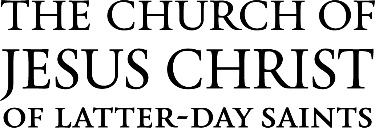 THE CHURCH OF
JESUS CHRIST
OF LATTER-DAY SAINTS